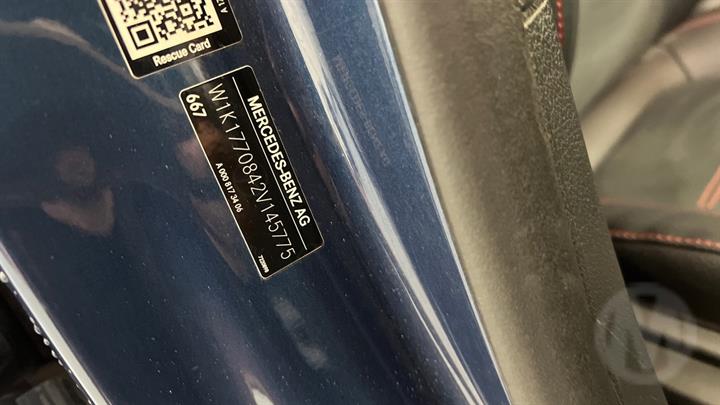 Rescue Card
MERCEDES-BENZ AG
W1K1770842V145775
667
A 000 817 34 06